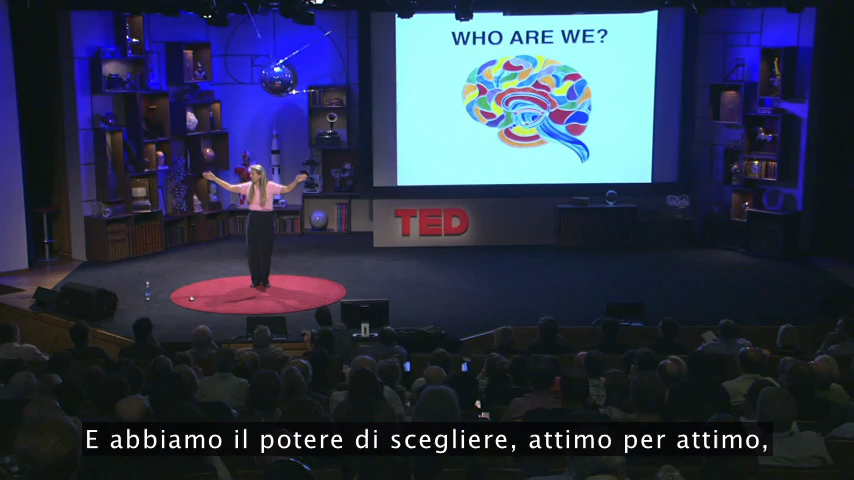 WHO ARE WE?
TED
E abbiamo il potere di scegliere, attimo per attimo,